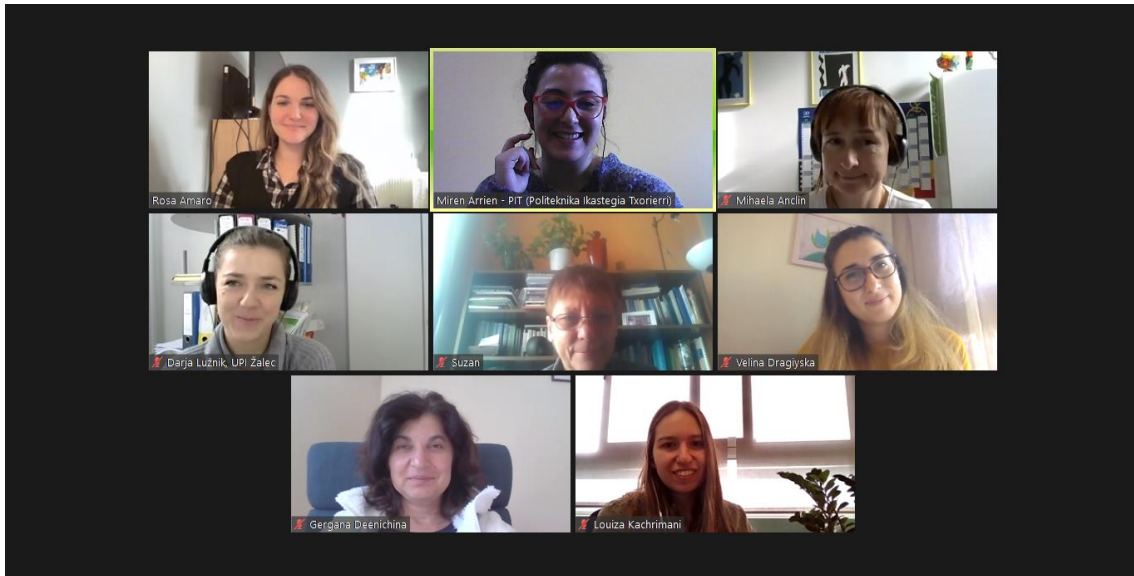 Rosa Amaro
Miren Arrien - PIT (Politeknika Ikastegia Txorierri)
Mihaela Anclin
Darja Lužnik, UPI Žalec
Suzan
Velina Dragiyska
Gergana Deenichina
Louiza Kachrimani